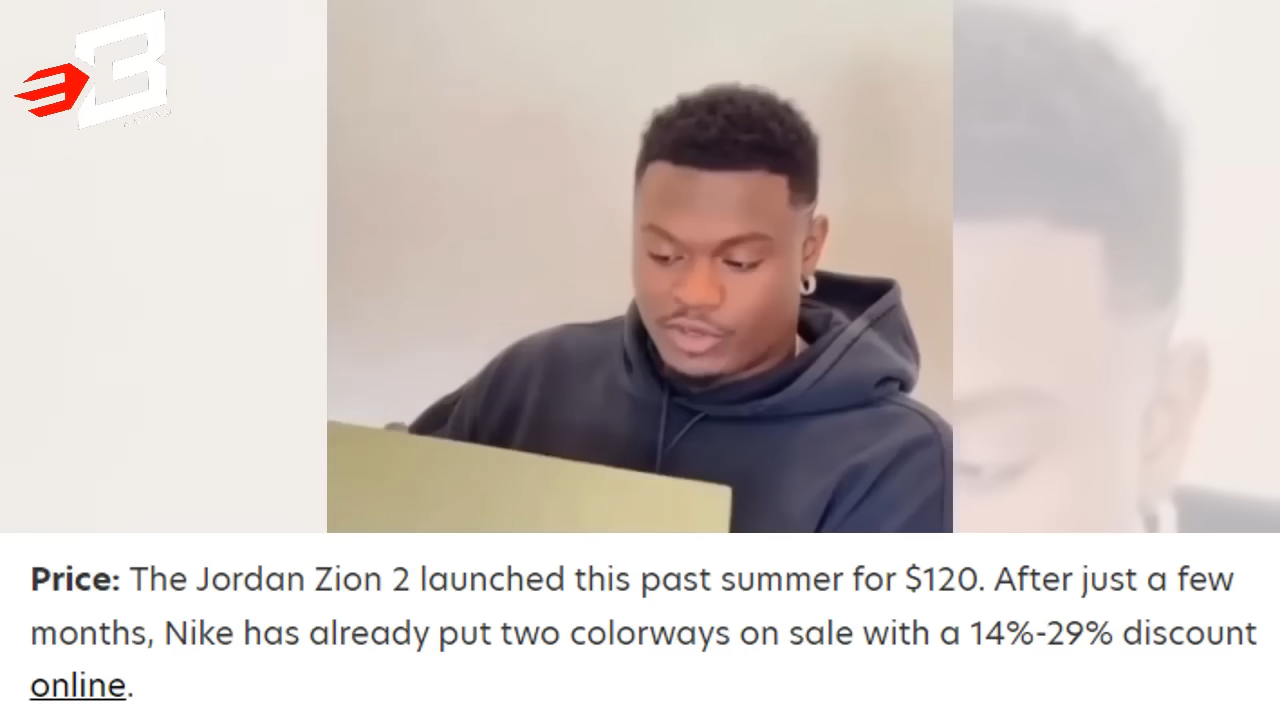 B
Price: The Jordan Zion 2 launched this past summer for $120. After just a few
months, Nike has already put two colorways on sale with a 14%-29% discount
online.